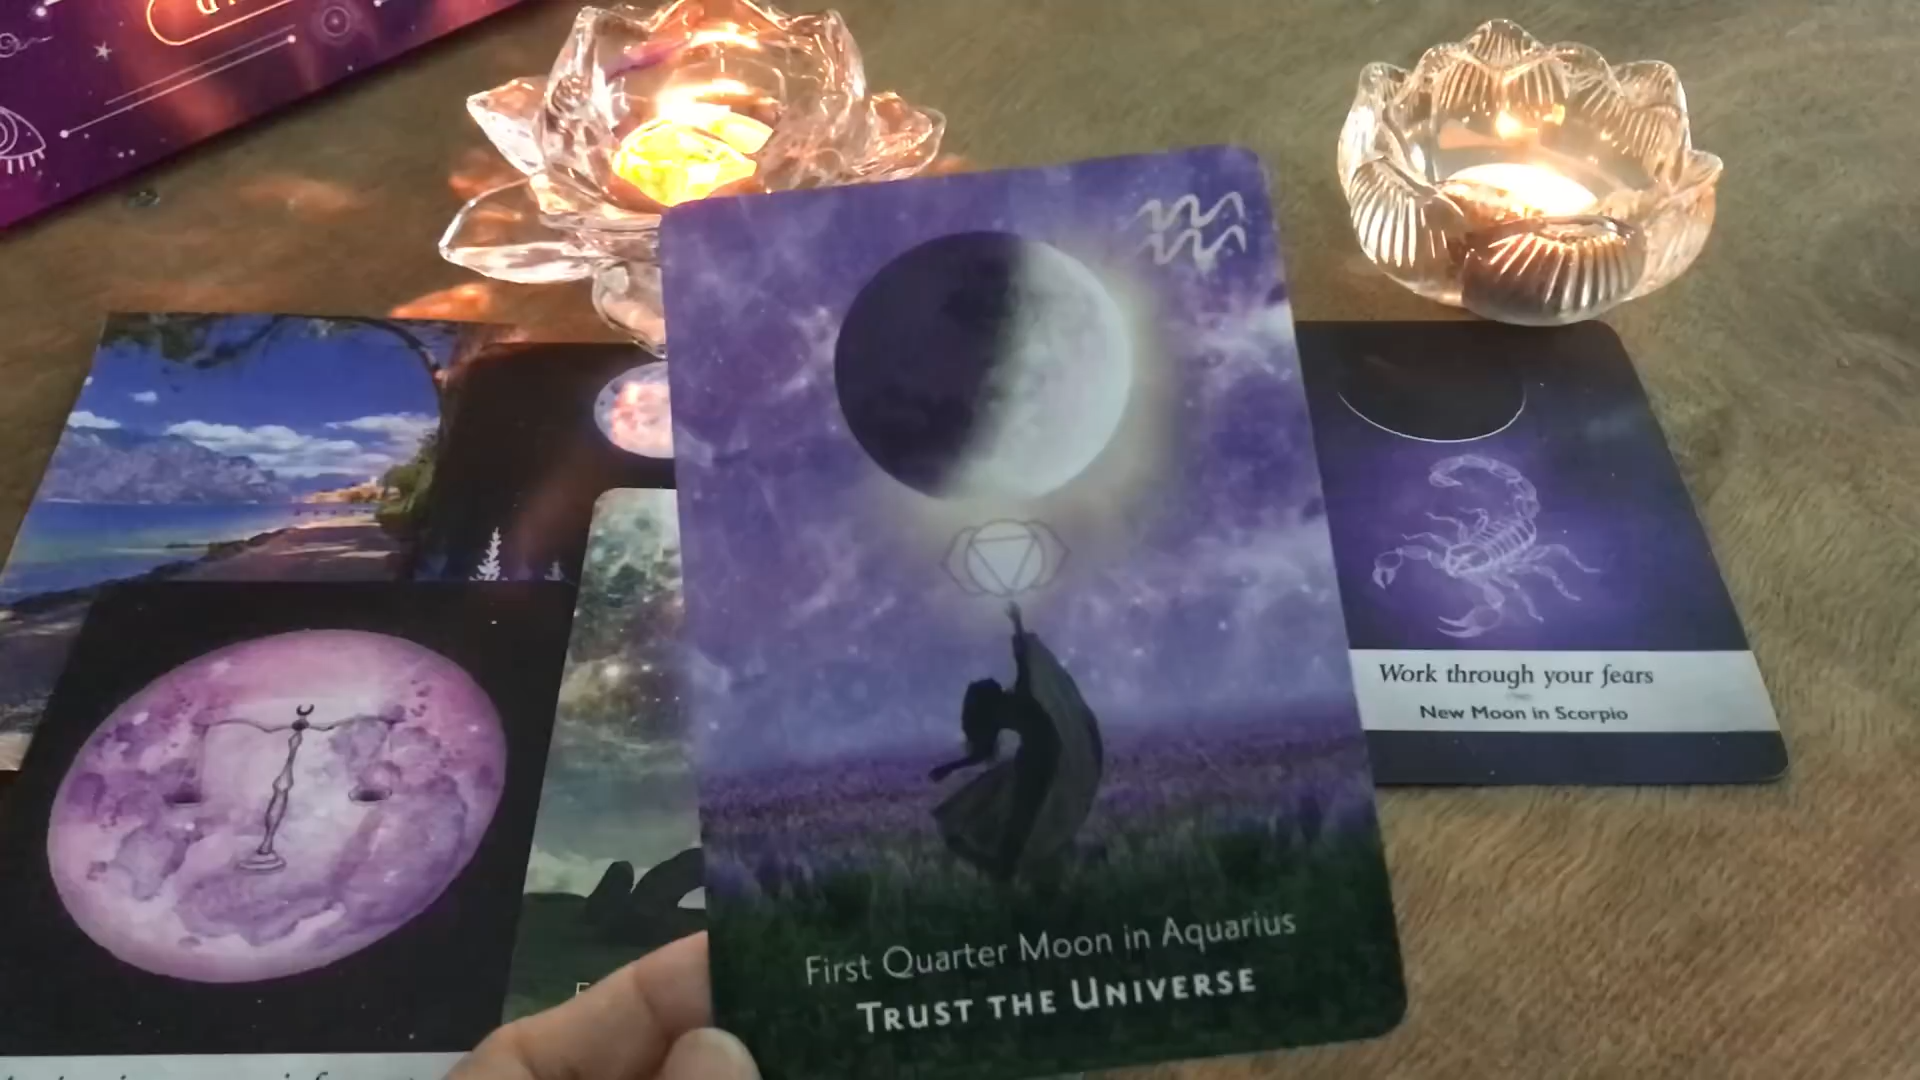 First Quarter Moon in Aquarius
Trust the Universe
Work through your fears
New Moon in Scorpio